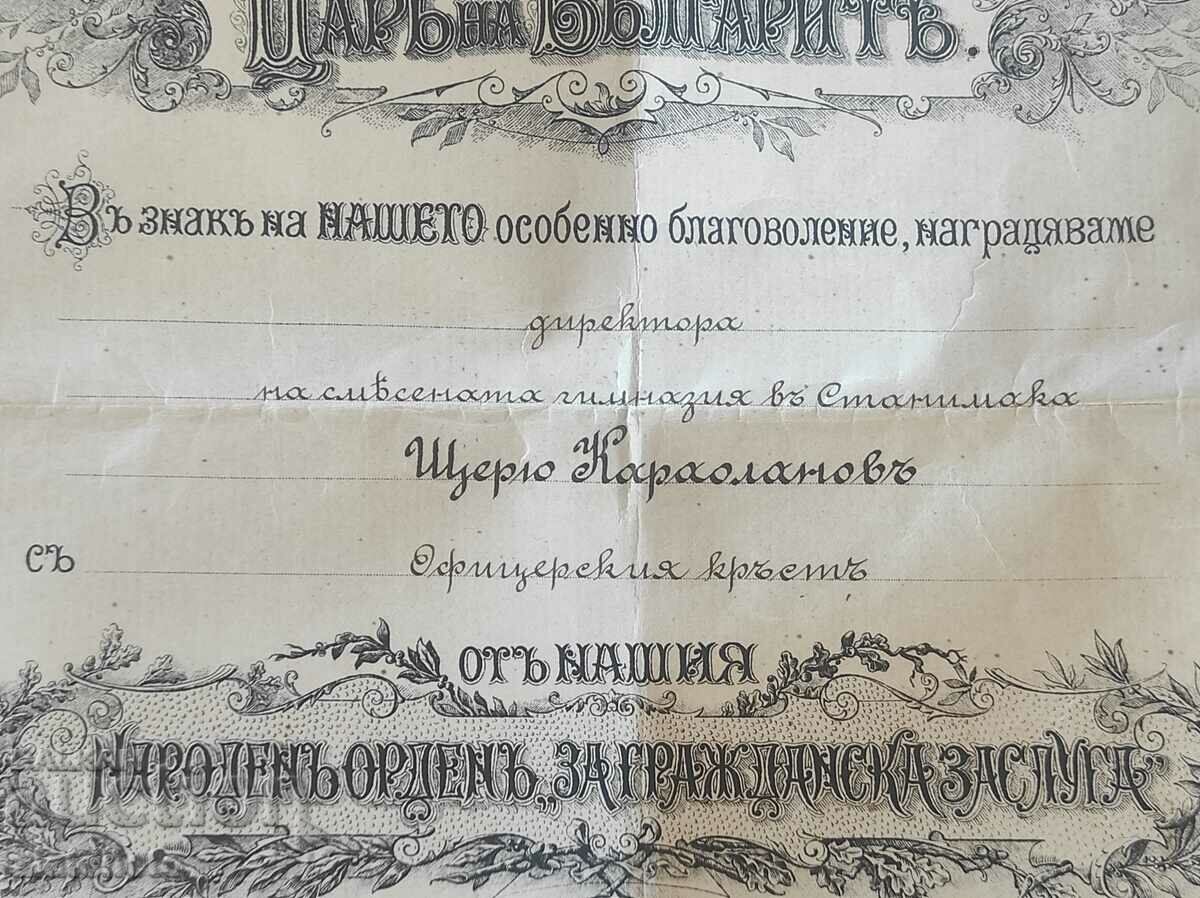 Царь на Българитѣ.
Въ знакъ на НАШЕТО особенно благоволение, наградяваме
директора
на смѣсената гимназия въ Станимака
Щерю Караолановъ
съ Офицерския кръстъ
отъ НАШИЯ
НАРОДЕНЪ ОРДЕНЪ „ЗА ГРАЖДАНСКА ЗАСЛУГА“